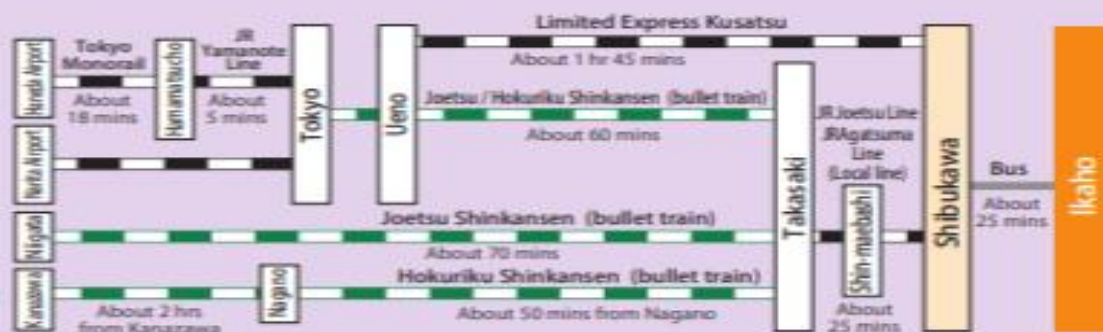 Limited Express Kusatsu
About 1 hr 45 mins
Haneda Airport
Tokyo
Monorail
About
18 mins
Hamamatsucho
JR
Yamanote
Line
About
5 mins
Tokyo
Ueno
Joetsu / Hokuriku Shinkansen (bullet train)
About 60 mins
Narita Airport
Niigata
Joetsu Shinkansen (bullet train)
About 70 mins
Kanazawa
About 2 hrs
from Kanazawa
Nagano
Hokuriku Shinkansen (bullet train)
About 50 mins from Nagano
Takasaki
JR Joetsu Line
JR Agatsuma
Line
(Local line)
Shin-maebashi
About
25 mins
Shibukawa
Bus
About
25 mins
Ikaho